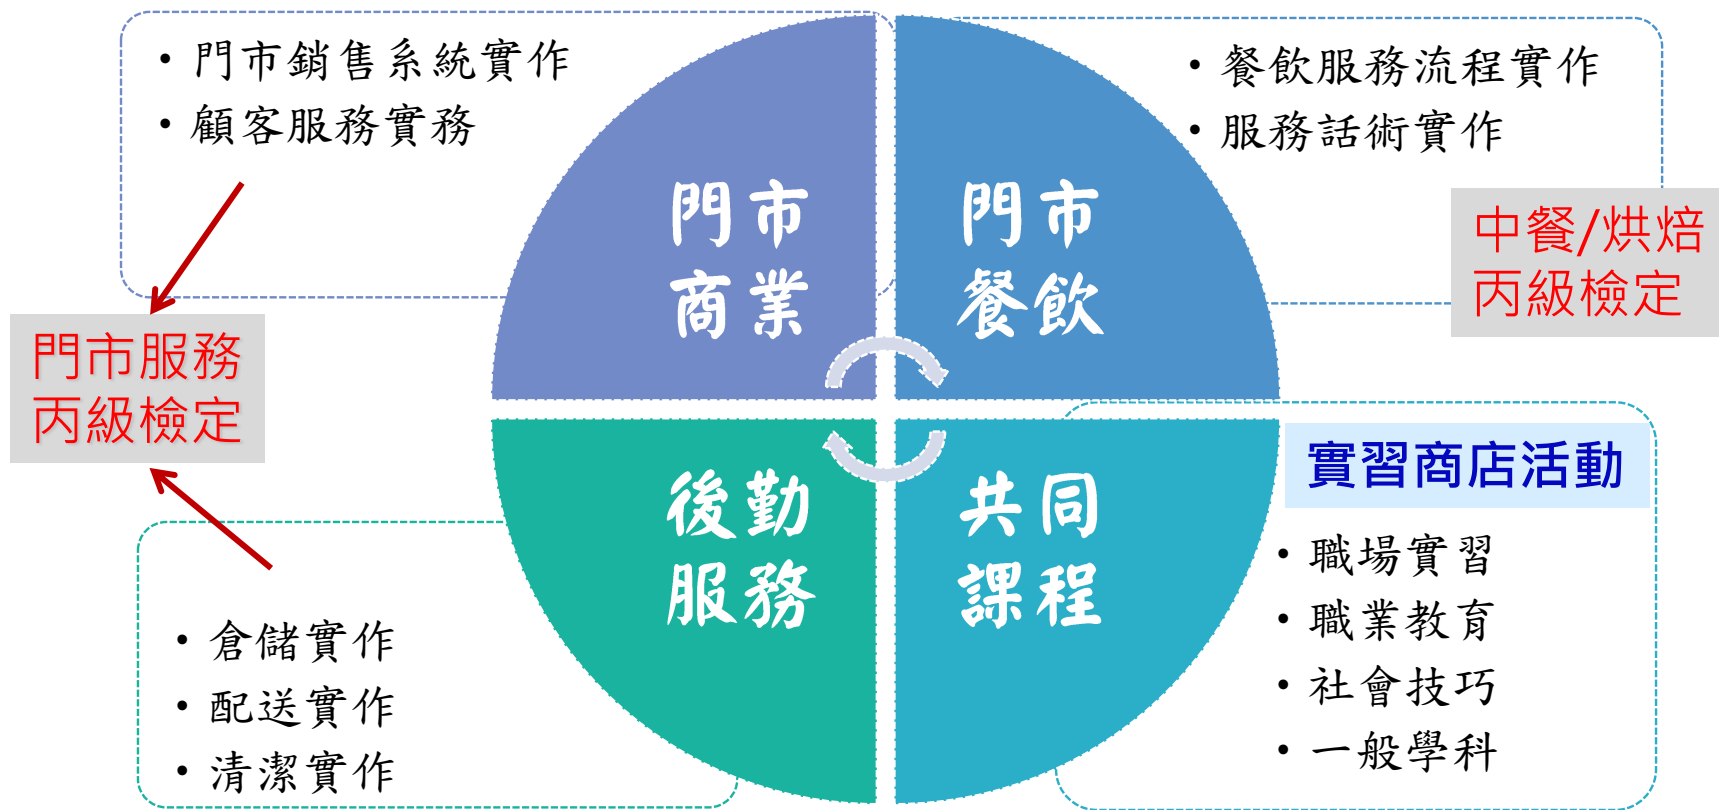 • 門市銷售系統實作
• 顧客服務實務
門市
商業
門市服務
丙級檢定
• 餐飲服務流程實作
• 服務話術實作
門市
餐飲
中餐/烘焙
丙級檢定
後勤
服務
• 倉儲實作
• 配送實作
• 清潔實作
共同
課程
實習商店活動
• 職場實習
• 職業教育
• 社會技巧
• 一般學科